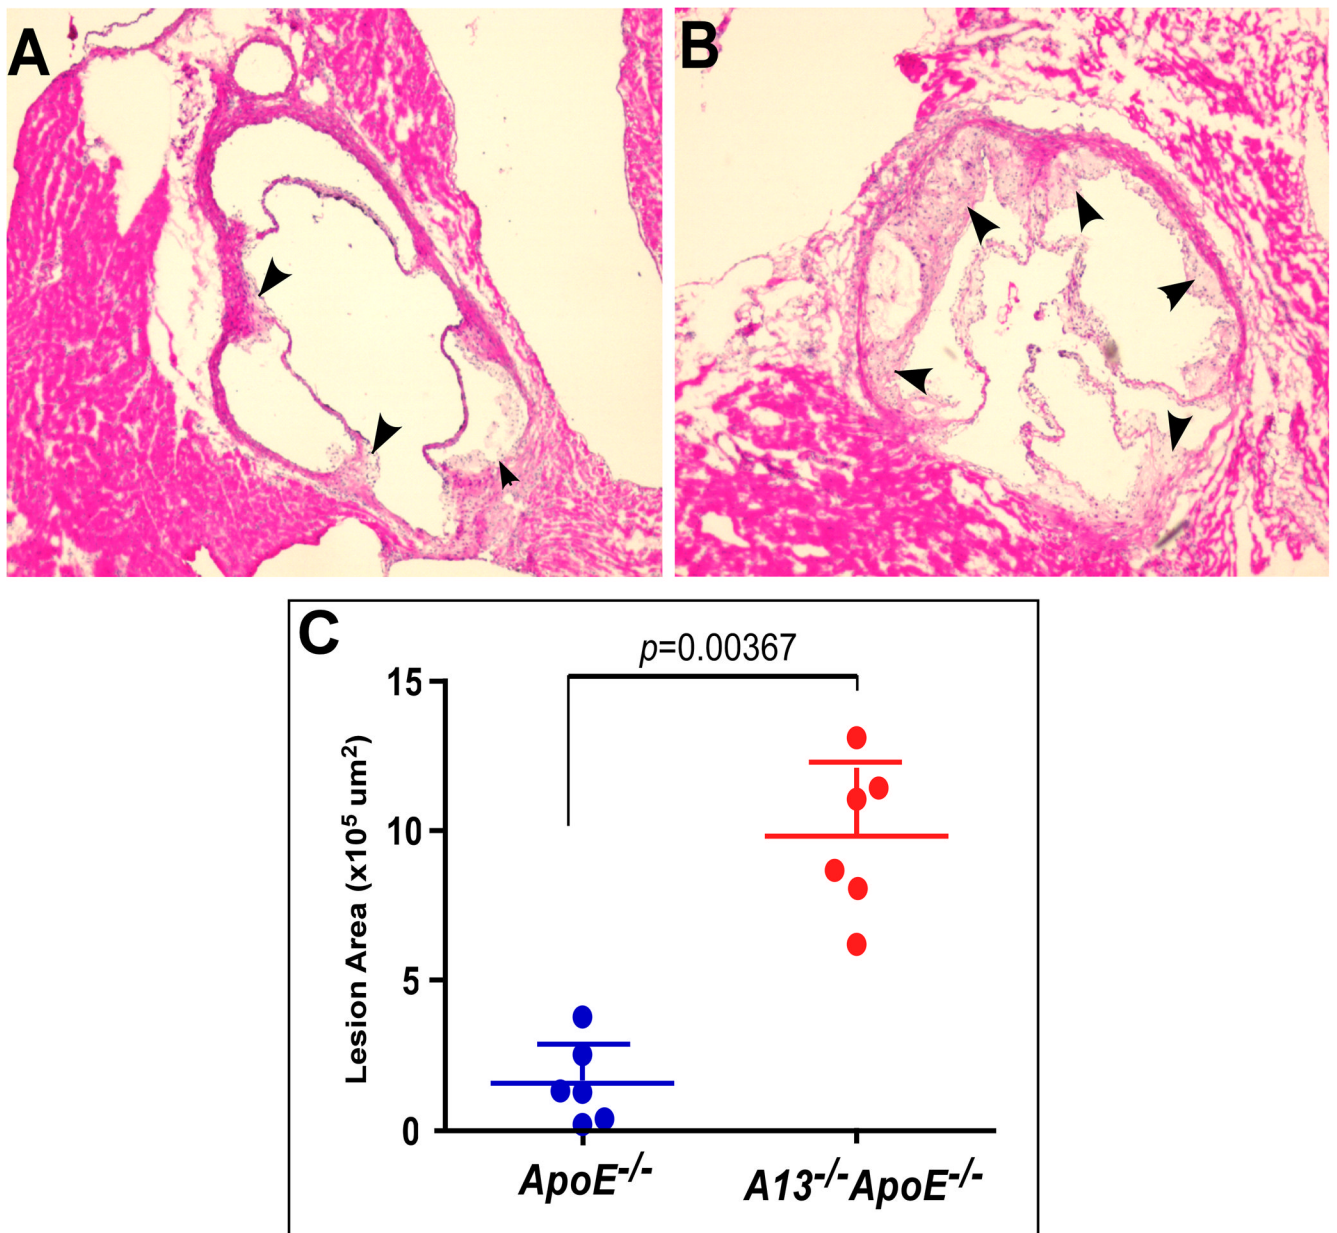 A
B
C
p=0.00367
15
10
5
0
Lesion Area (x10⁵ um²)
ApoE⁻/⁻
A13⁻/⁻ApoE⁻/⁻